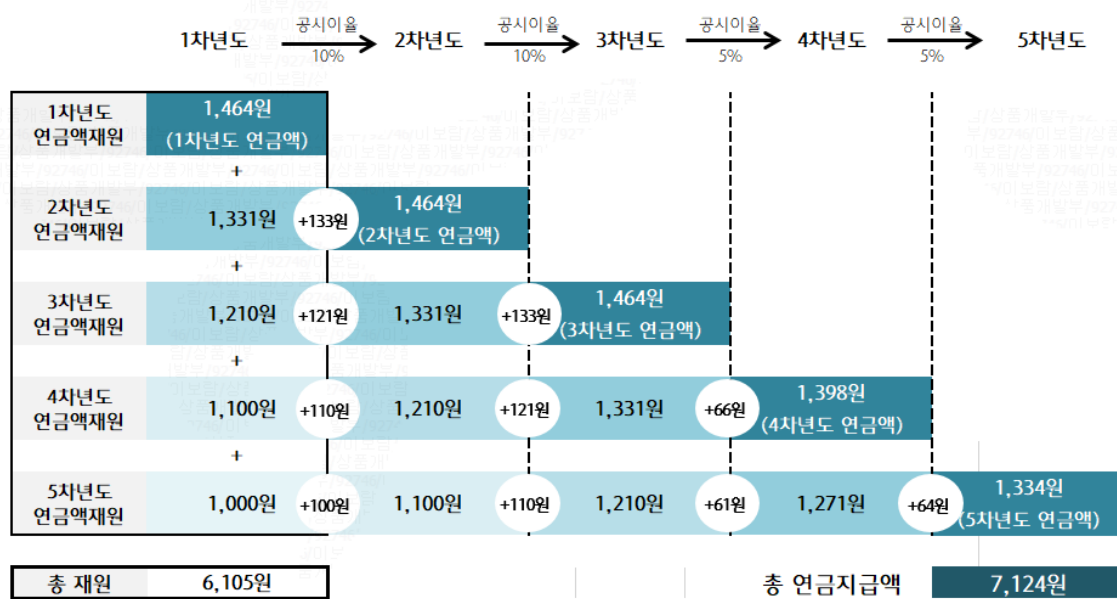 공시이율 공시이율 공시이율 공시이율
1차년도 2차년도 3차년도 4차년도 5차년도
10% 10% 5% 5%
1차년도 1,464원
연금액재원 (1차년도 연금액)
+
2차년도 1,331원 +133원 1,464원
연금액재원 (2차년도 연금액)
+
3차년도 1,210원 +121원 1,331원 +133원 1,464원
연금액재원 (3차년도 연금액)
+
4차년도 1,100원 +110원 1,210원 +121원 1,331원 +66원 1,398원
연금액재원 (4차년도 연금액)
+
5차년도 1,000원 +100원 1,100원 +110원 1,210원 +61원 1,271원 +64원 1,334원
연금액재원 (5차년도 연금액)
총 재원 6,105원 총 연금지급액 7,124원